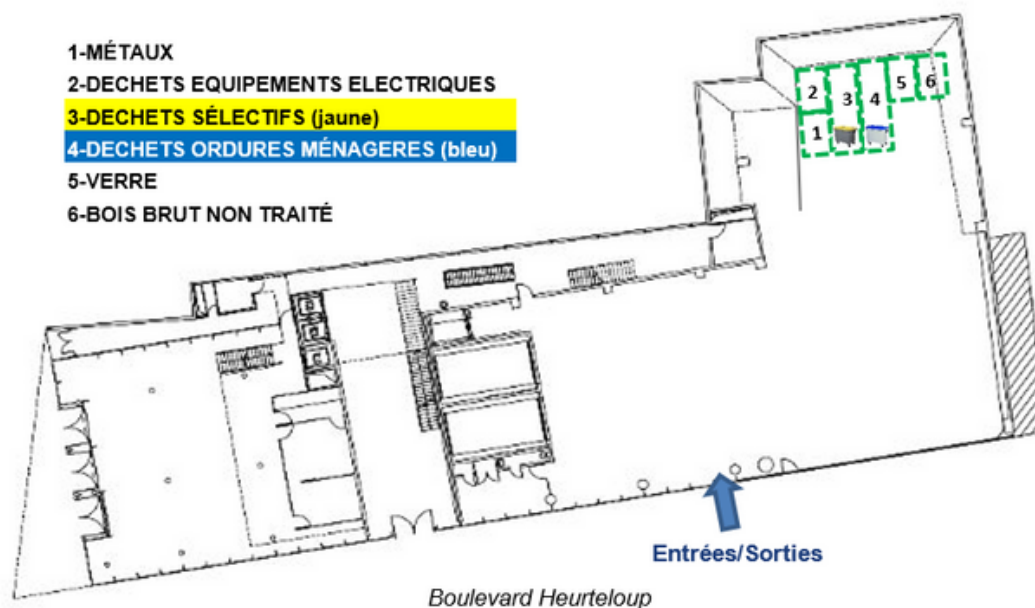 1-MÉTAUX
2-DECHETS EQUIPEMENTS ELECTRIQUES
3-DECHETS SÉLECTIFS (jaune)
4-DECHETS ORDURES MÉNAGERES (bleu)
5-VERRE
6-BOIS BRUT NON TRAITÉ
2 3 4 5 6
1
Entrées/Sorties
Boulevard Heurteloup